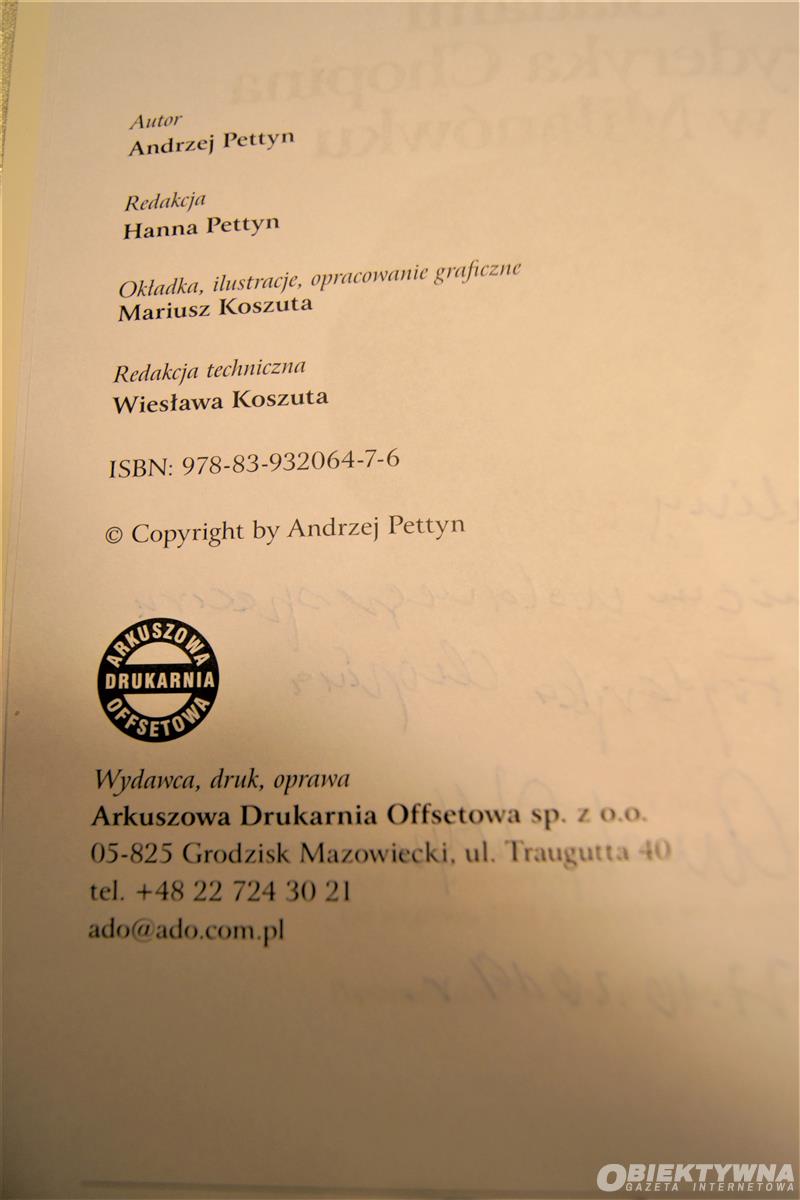 Autor
Andrzej Pettyn
Redakcja
Hanna Pettyn
Okładka, ilustracje, opracowanie graficzne
Mariusz Koszuta
Redakcja techniczna
Wiesława Koszuta
ISBN: 978-83-932064-7-6
© Copyright by Andrzej Pettyn
ARKUSZOWA
DRUKARNIA
OFFSETOWA
Wydawca, druk, oprawa
Arkuszowa Drukarnia Offsetowa sp. z o.o.
05-825 Grodzisk Mazowiecki, ul. Traugutta 40
tel. +48 22 724 30 21
ado@ado.com.pl
OBIEKTYWNA
GAZETA INTERNETOWA